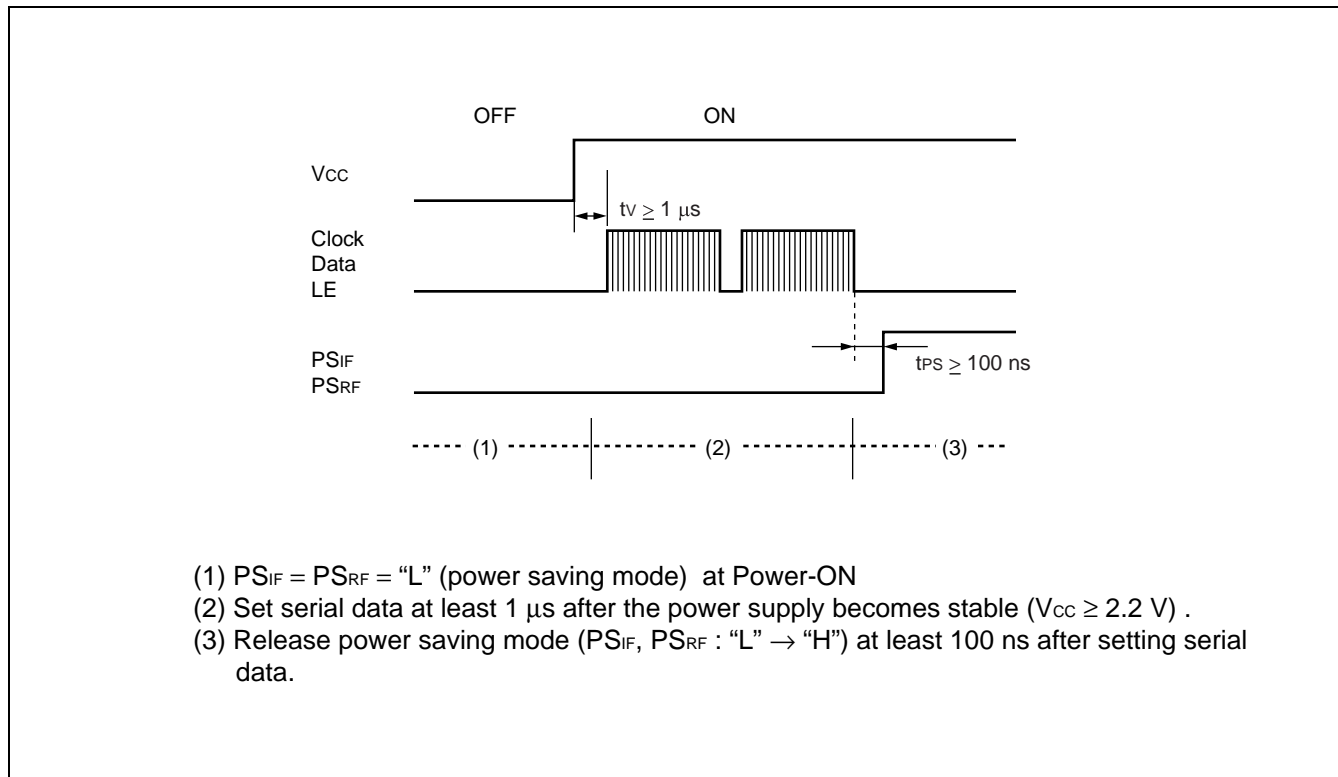 OFF ON
Vcc
tV ≥ 1 μs
Clock
Data
LE
PSIF
PSRF
tPS ≥ 100 ns
(1) (2) (3)
(1) PSIF = PSRF = “L” (power saving mode) at Power-ON
(2) Set serial data at least 1 μs after the power supply becomes stable (Vcc ≥ 2.2 V) .
(3) Release power saving mode (PSIF, PSRF : “L” → “H”) at least 100 ns after setting serial
data.